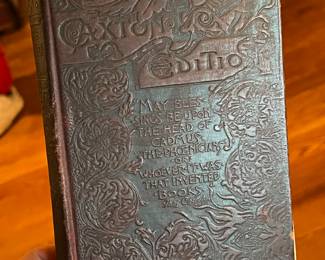 CAXTON
EDITIO
MAY BLES-
SINGS BE UPON
THE HEAD OF
CADMUS
THE PHOENICIANS
OR
WHOEVER IT WAS
THAT INVENTED
BOOKS